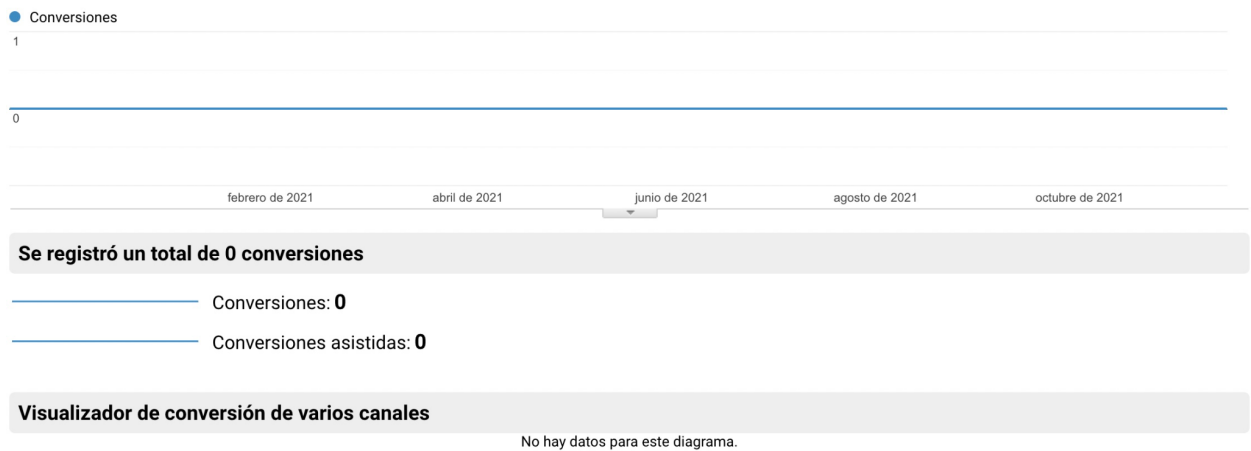 Conversiones
1
0
febrero de 2021 abril de 2021 junio de 2021 agosto de 2021 octubre de 2021
Se registró un total de 0 conversiones
Conversiones: 0
Conversiones asistidas: 0
Visualizador de conversión de varios canales
No hay datos para este diagrama.